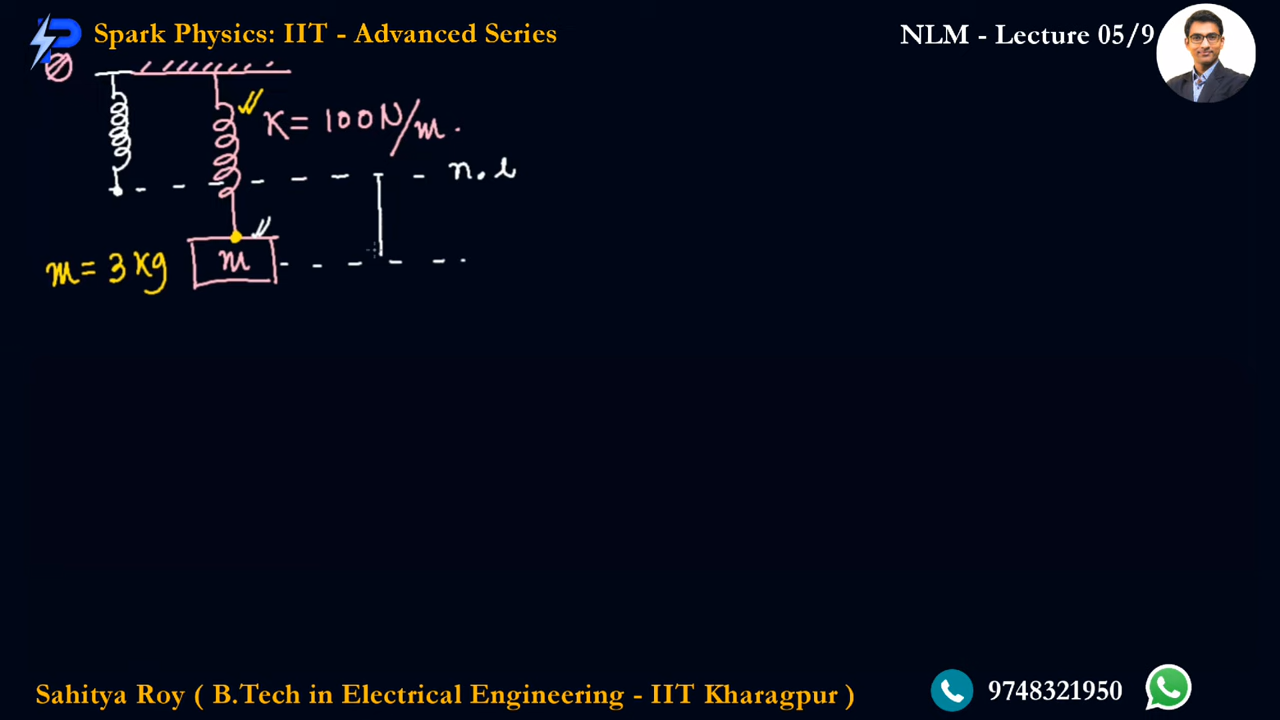 Spark Physics: IIT - Advanced Series
NLM - Lecture 05/9
K = 100N/m.
n.l
m = 3 kg
m
Sahitya Roy ( B.Tech in Electrical Engineering - IIT Kharagpur )
9748321950